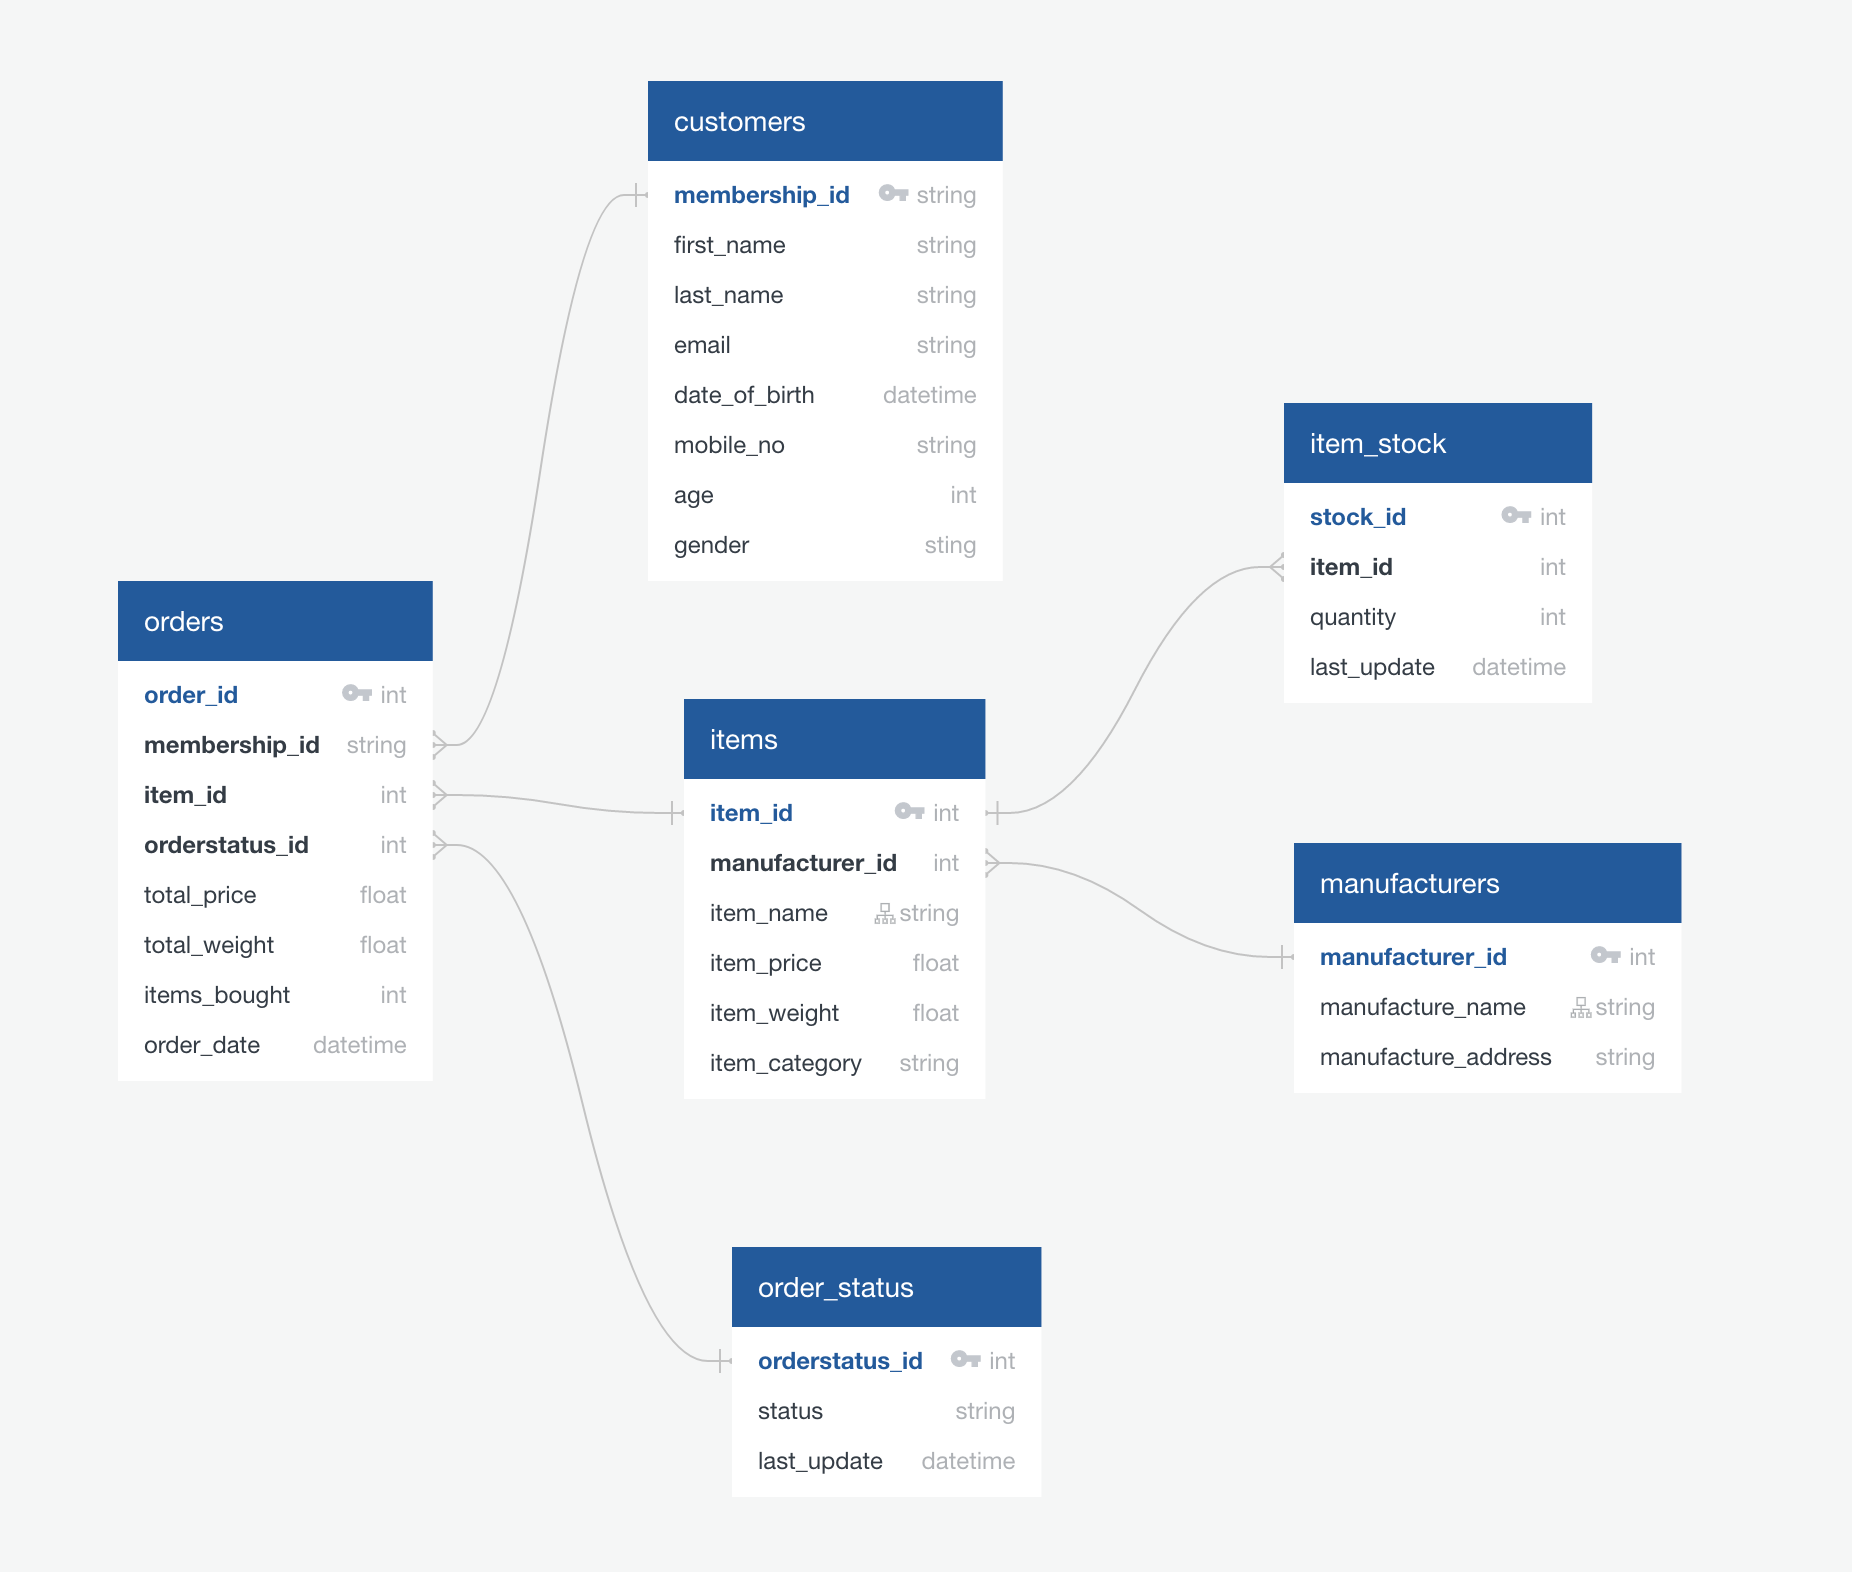 customers
membership_id string
first_name string
last_name string
email string
date_of_birth datetime
mobile_no string
age int
gender sting
item_stock
stock_id int
item_id int
quantity int
last_update datetime
orders
order_id int
membership_id string
item_id int
orderstatus_id int
total_price float
total_weight float
items_bought int
order_date datetime
items
item_id int
manufacturer_id int
item_name string
item_price float
item_weight float
item_category string
manufacturers
manufacturer_id int
manufacture_name string
manufacture_address string
order_status
orderstatus_id int
status string
last_update datetime